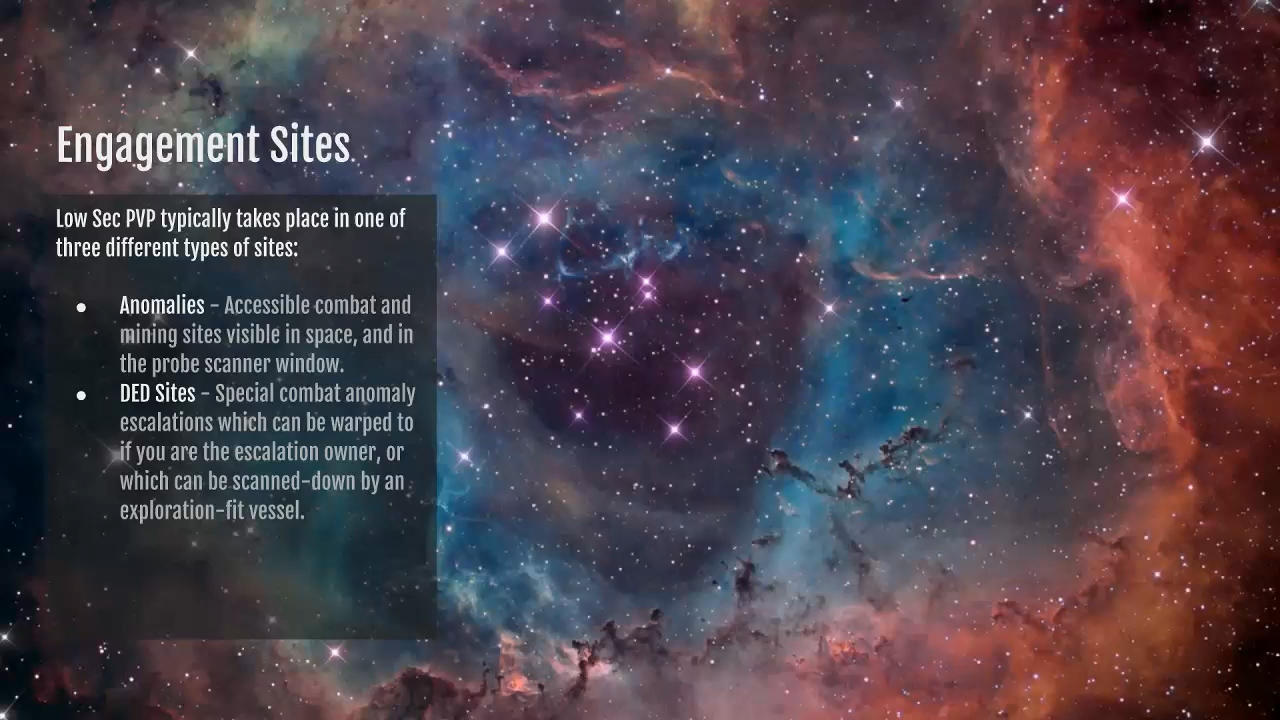 Engagement Sites
Low Sec PVP typically takes place in one of
three different types of sites:
● Anomalies – Accessible combat and
mining sites visible in space, and in
the probe scanner window.
● DED Sites – Special combat anomaly
escalations which can be warped to
if you are the escalation owner, or
which can be scanned-down by an
exploration-fit vessel.